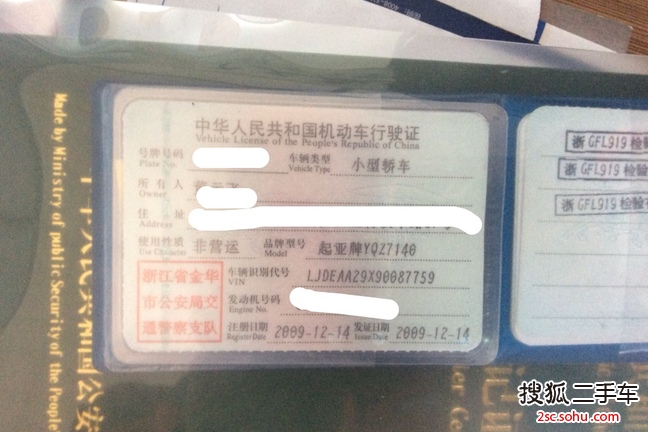 中华人民共和国机动车行驶证
Vehicle License of the People's Republic of China
号牌号码
Plate No.
车辆类型 小型轿车
Vehicle Type
所有人
Owner
住址
Address
使用性质 非营运 品牌型号 起亚牌YQZ7140
Use Character Model
浙江省金华
市公安局交
通警察支队
车辆识别代号 LJDEAA29X90087759
VIN
发动机号码
Engine No.
注册日期 2009-12-14 发证日期 2009-12-14
Register Date Issue Date
浙 GFL919 检
浙 GFL919 检验
浙 GFL919 检验
Made by Ministry of public Security of the People's
人民共和国公安
搜狐二手车
2sc.sohu.com